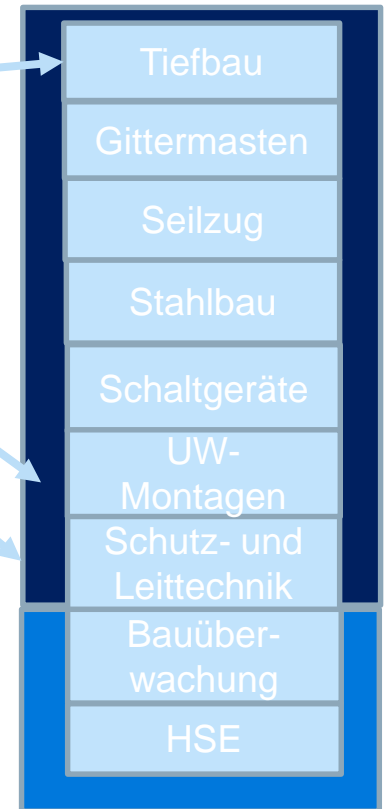 Tiefbau
Gittermasten
Seilzug
Stahlbau
Schaltgeräte
UW-
Montagen
Schutz- und
Leittechnik
Bauüber-
wachung
HSE